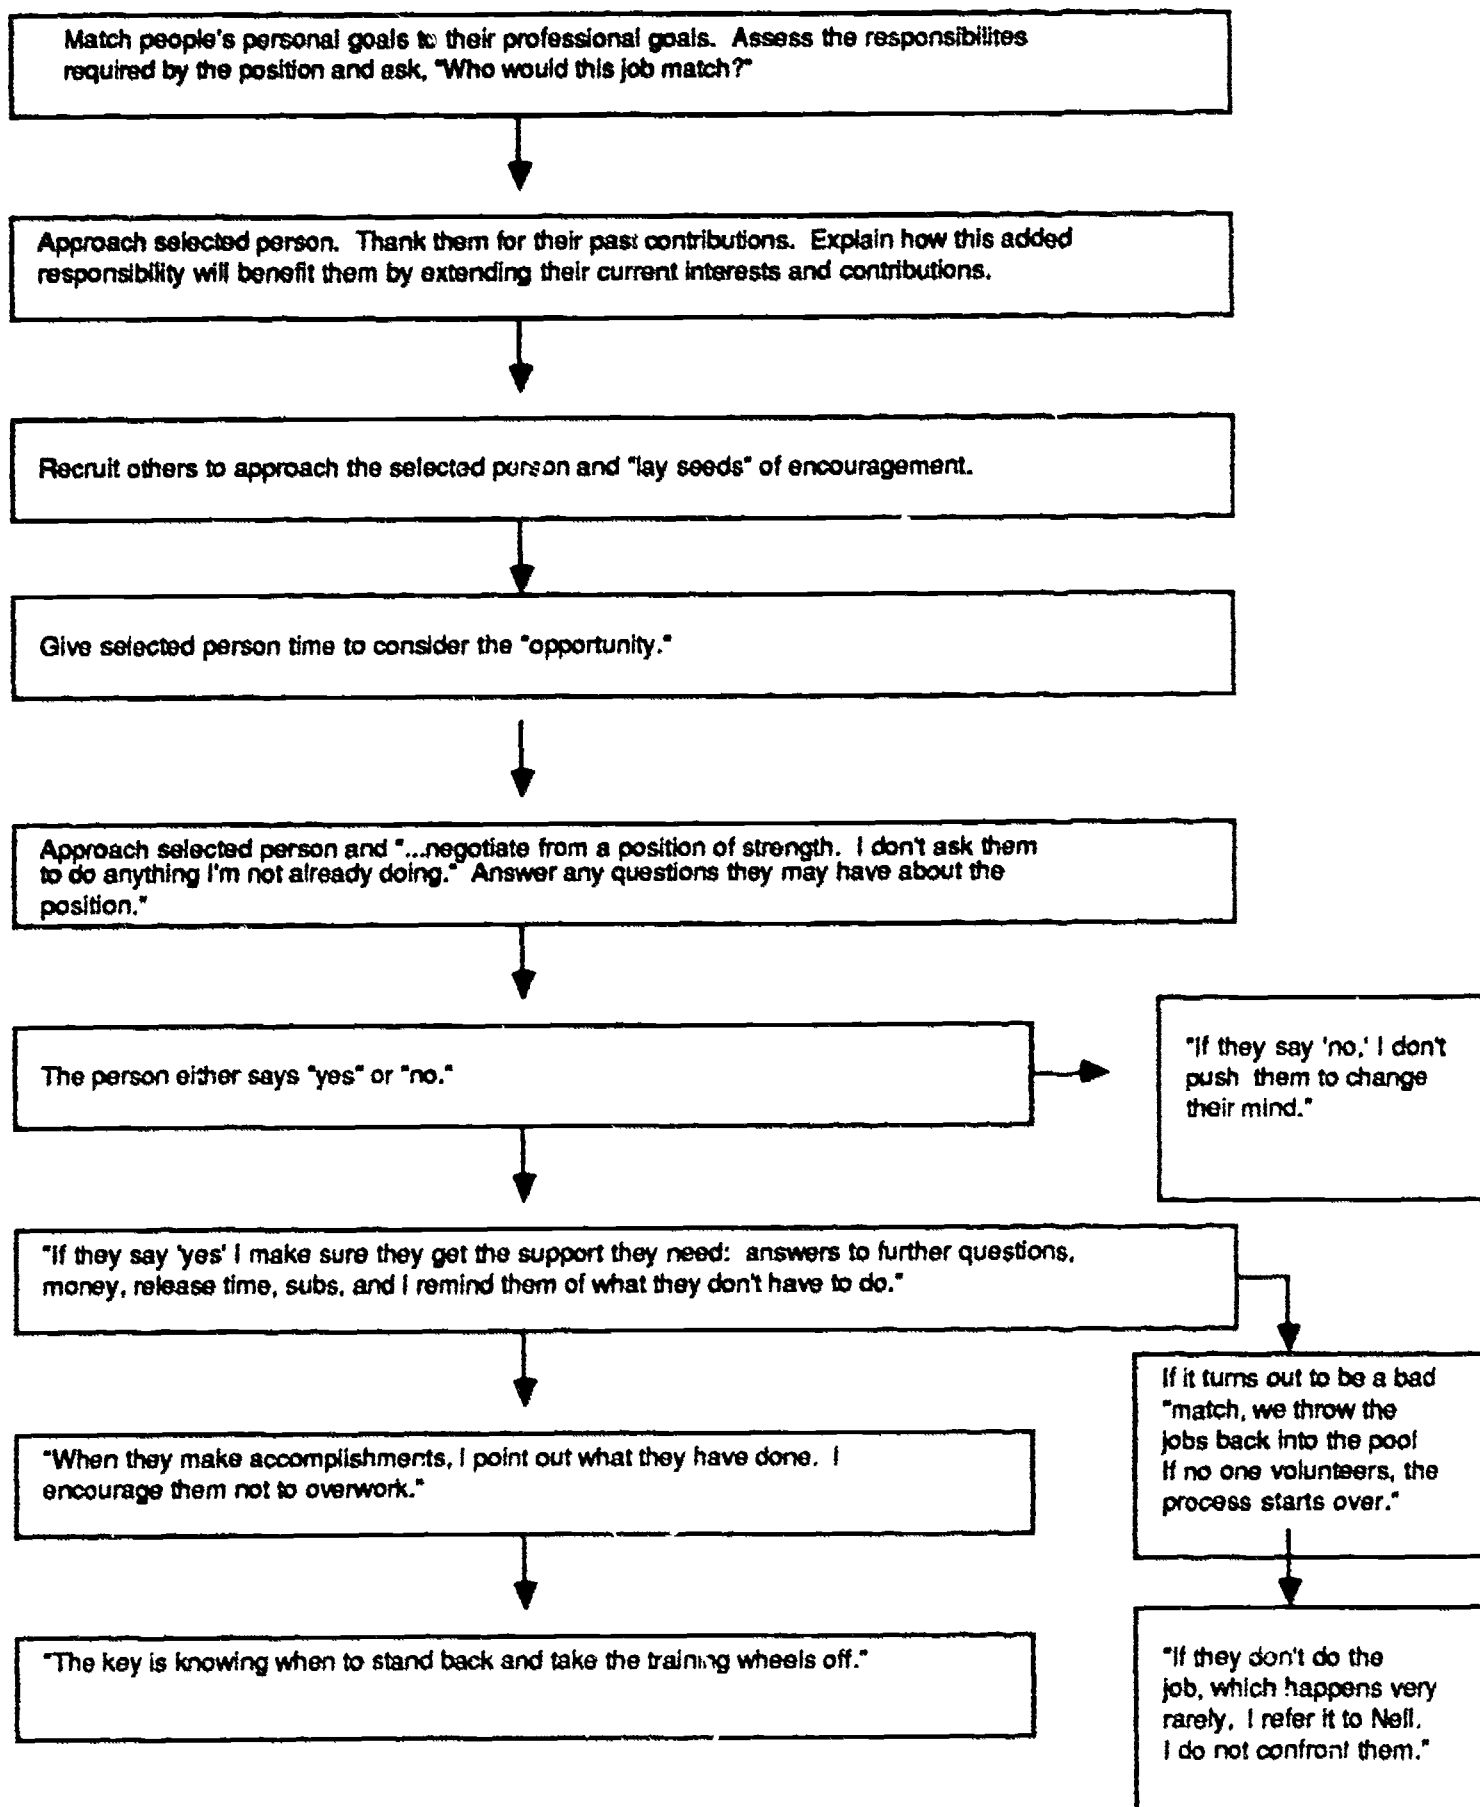 Match people's personal goals to their professional goals. Assess the responsibilites
required by the position and ask, "Who would this job match?"
Approach selected person. Thank them for their past contributions. Explain how this added
responsibility will benefit them by extending their current interests and contributions.
Recruit others to approach the selected person and "lay seeds" of encouragement.
Give selected person time to consider the "opportunity."
Approach selected person and "...negotiate from a position of strength. I don't ask them
to do anything I'm not already doing." Answer any questions they may have about the
position."
The person either says "yes" or "no."
"If they say 'no,' I don't
push them to change
their mind."
"If they say 'yes' I make sure they get the support they need: answers to further questions,
money, release time, subs, and I remind them of what they don't have to do."
If it turns out to be a bad
"match, we throw the
jobs back into the pool
If no one volunteers, the
process starts over."
"When they make accomplishments, I point out what they have done. I
encourage them not to overwork."
"The key is knowing when to stand back and take the training wheels off."
"If they don't do the
job, which happens very
rarely, I refer it to Neil.
I do not confront them."